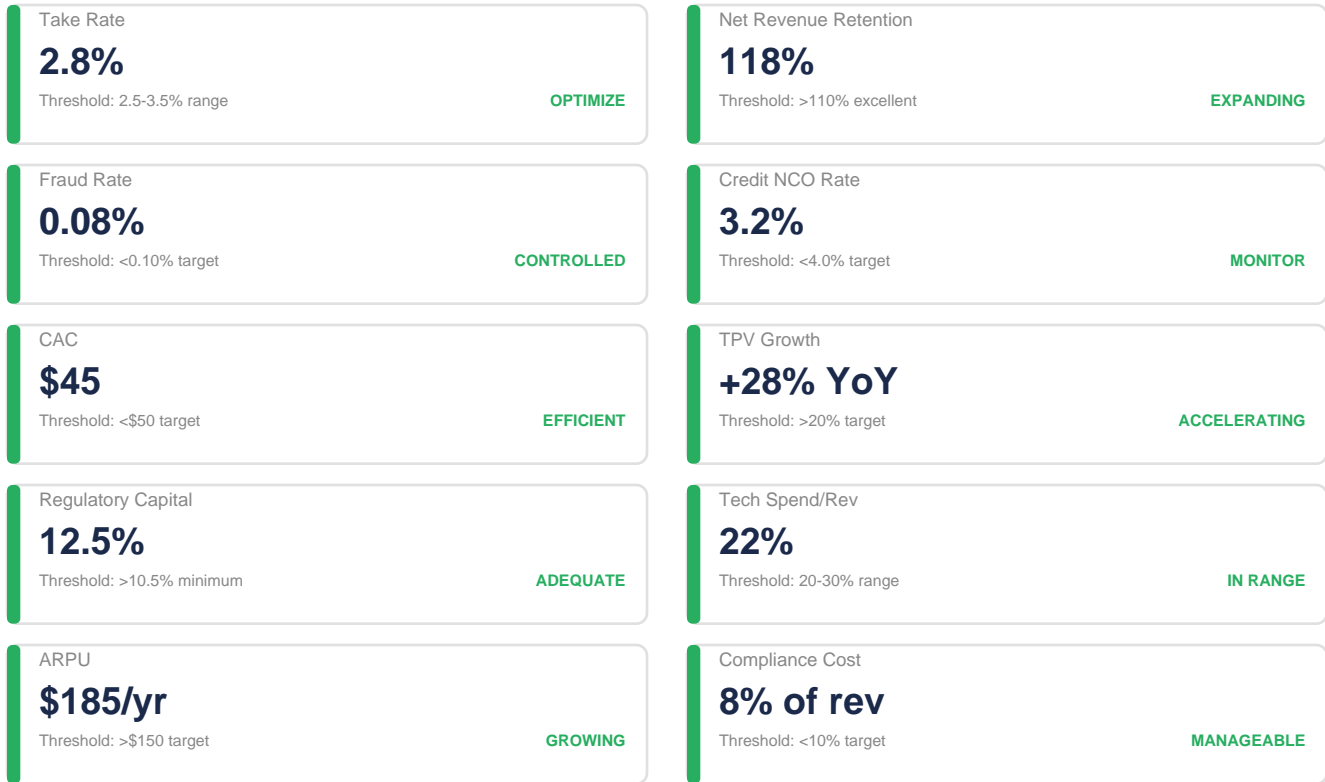 Take Rate
2.8%
Threshold: 2.5-3.5% range
OPTIMIZE
Net Revenue Retention
118%
Threshold: >110% excellent
EXPANDING
Fraud Rate
0.08%
Threshold: <0.10% target
CONTROLLED
Credit NCO Rate
3.2%
Threshold: <4.0% target
MONITOR
CAC
$45
Threshold: <$50 target
EFFICIENT
TPV Growth
+28% YoY
Threshold: >20% target
ACCELERATING
Regulatory Capital
12.5%
Threshold: >10.5% minimum
ADEQUATE
Tech Spend/Rev
22%
Threshold: 20-30% range
IN RANGE
ARPU
$185/yr
Threshold: >$150 target
GROWING
Compliance Cost
8% of rev
Threshold: <10% target
MANAGEABLE